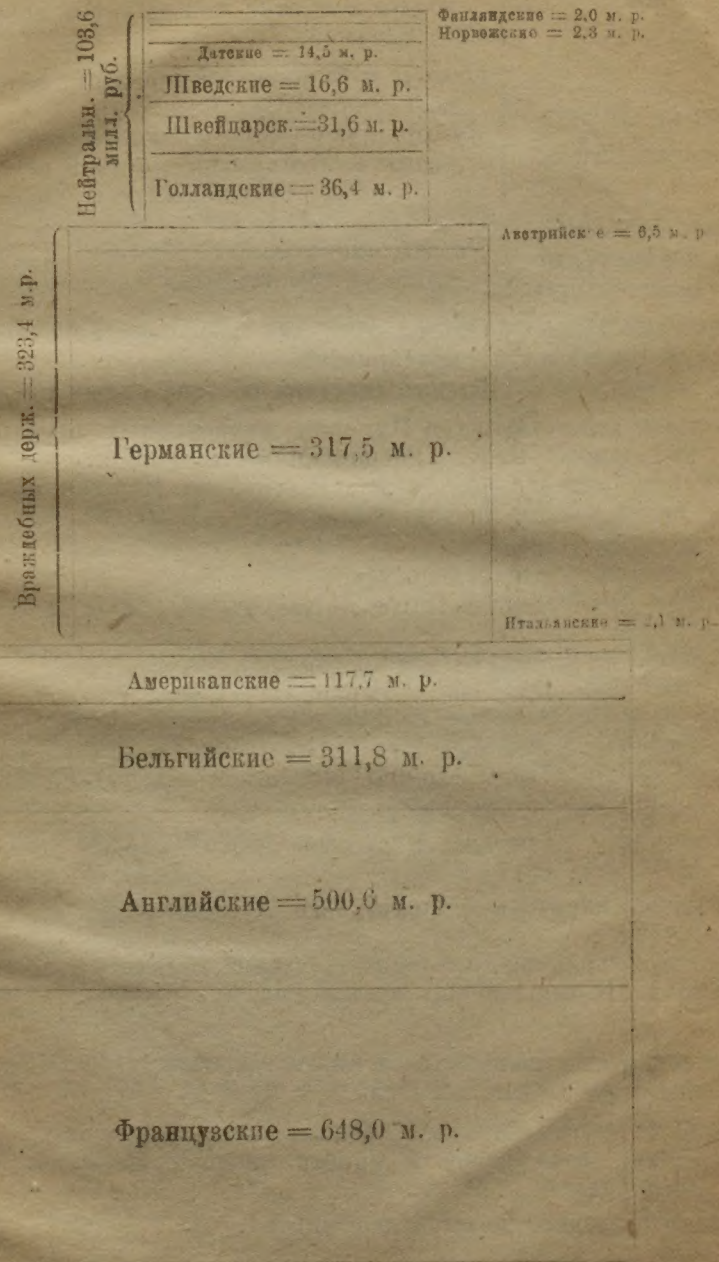 Финляндские = 2,0 м. р.
Норвежские = 2,3 м. р.
Нейтральн. = 103,6
милл. руб.
Датские = 14,5 м. р.
Шведские = 16,6 м. р.
Швейцарск. = 31,6 м. р.
Голландские = 36,4 м. р.
Австрийск е = 6,5 м. р
Враждебных держ. = 323,4 м.р.
Германские = 317,5 м. р.
Итальянские = ,1 м. р.
Американские = 117,7 м. р.
Бельгийские = 311,8 м. р.
Английские = 500,6 м. р.
Французские = 648,0 м. р.